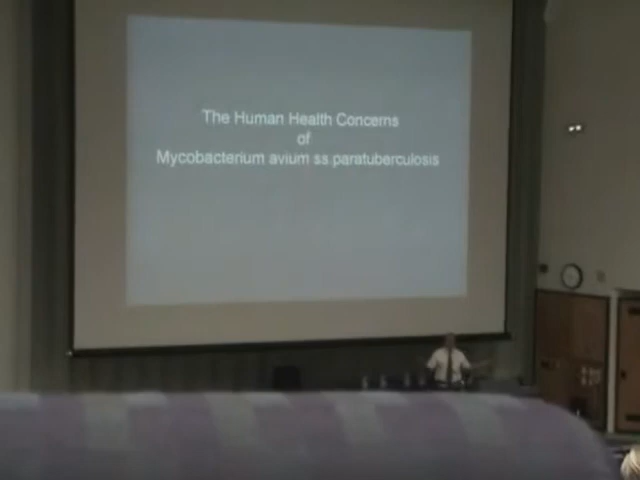 The Human Health Concerns
of
Mycobacterium avium ss.paratuberculosis